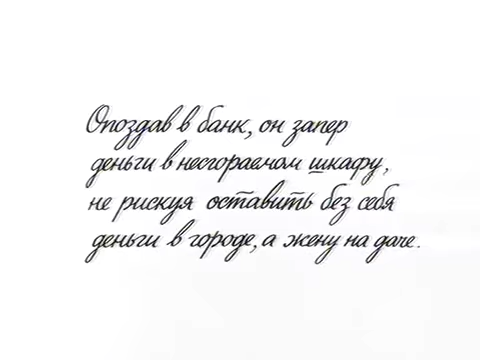 Опоздав в банк, он запер
деньги в несгораемом шкафу,
не рискуя оставить без себя
деньги в городе, а жену на даче.